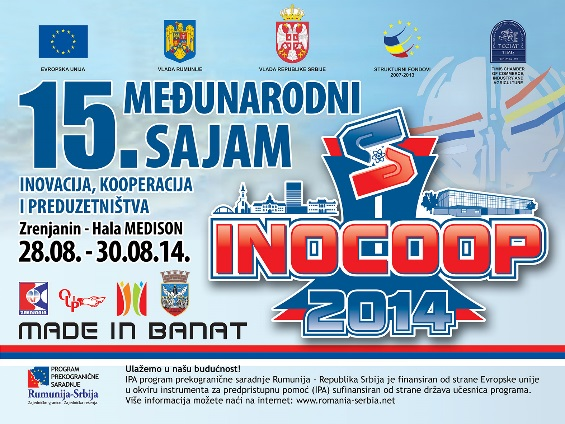 EVROPSKA UNIJA
VLADA RUMUNIJE
VLADA REPUBLIKE SRBIJE
STRUKTURNI FONDOVI
2007-2013
TIMIS CHAMBER
OF COMMERCE,
INDUSTRY AND
AGRICULTURE
15. MEĐUNARODNI
SAJAM
INOVACIJA, KOOPERACIJA
I PREDUZETNIŠTVA
Zrenjanin - Hala MEDISON
28.08. - 30.08.14.
INOCOOP
2014
MADE IN BANAT
PROGRAM
PREKOGRANIČNE
SARADNJE
Rumunija-Srbija
Ulažemo u našu budućnost!
IPA program prekogranične saradnje Rumunija - Republika Srbija je finansiran od strane Evropske unije
u okviru instrumenta za predpristupnu pomoć (IPA) sufinansiran od strane država učesnica programa.
Više informacija možete naći na internet: www.romania-serbia.net